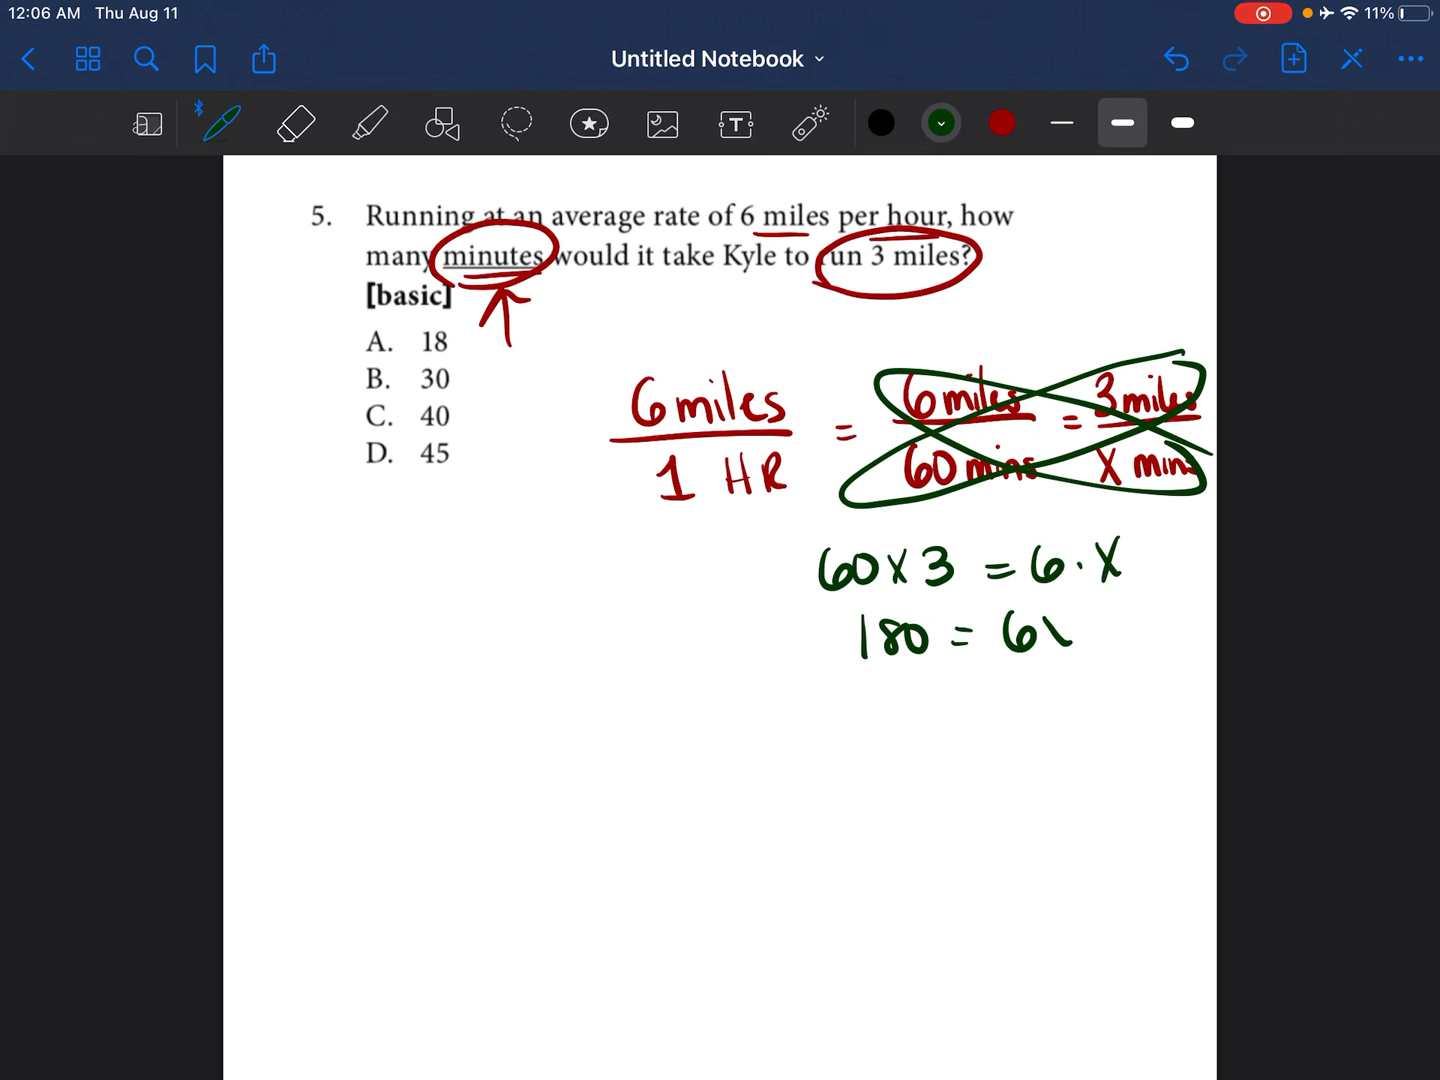 12:06 AM Thu Aug 11
11%
Untitled Notebook
T
5. Running at an average rate of 6 miles per hour, how
many minutes would it take Kyle to run 3 miles?
[basic]
A. 18
B. 30
C. 40
D. 45
6 miles / 1 HR = 6 miles / 60 mins = 3 miles / X mins
60 x 3 = 6 · X
180 = 6\